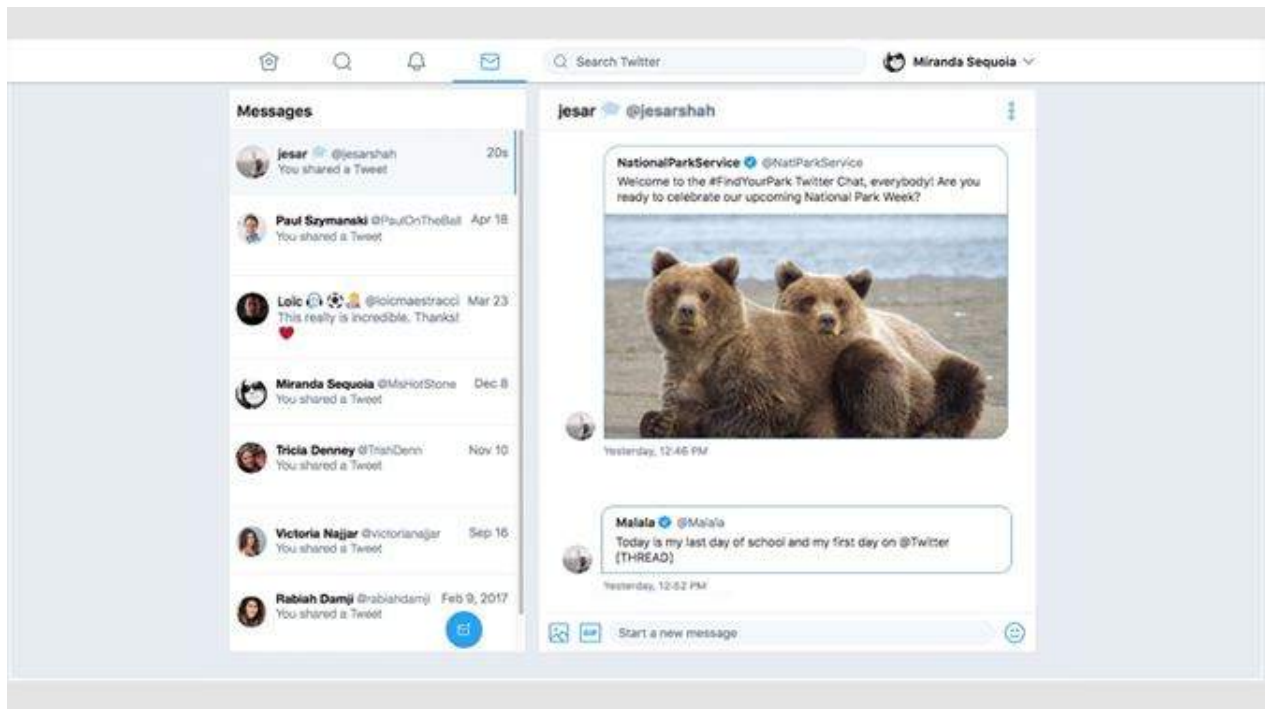 Search Twitter
Miranda Sequoia
Messages
jesar @jesarshah 20s
You shared a Tweet
Paul Szymanski @PaulOnTheBall Apr 18
You shared a Tweet
Loïc @loicmaestracci Mar 23
This really is incredible. Thanks!
Miranda Sequoia @MsHotStone Dec 8
You shared a Tweet
Tricia Denney @TrishDenn Nov 10
You shared a Tweet
Victoria Najjar @victorianajjar Sep 16
You shared a Tweet
Rabiah Damji @rabiahdamji Feb 9, 2017
You shared a Tweet
jesar @jesarshah
NationalParkService @NatlParkService
Welcome to the #FindYourPark Twitter Chat, everybody! Are you
ready to celebrate our upcoming National Park Week?
Yesterday, 12:46 PM
Malala @Malala
Today is my last day of school and my first day on @Twitter
[THREAD]
Yesterday, 12:52 PM
GIF
Start a new message